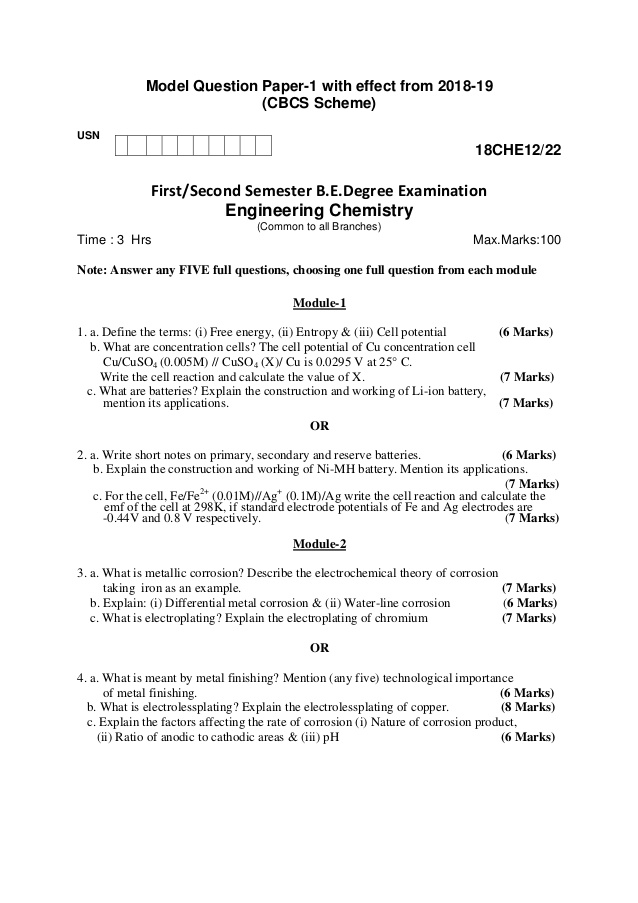 Model Question Paper-1 with effect from 2018-19
(CBCS Scheme)
USN
18CHE12/22
First/Second Semester B.E.Degree Examination
Engineering Chemistry
(Common to all Branches)
Time : 3 Hrs Max.Marks:100
Note: Answer any FIVE full questions, choosing one full question from each module
Module-1
1. a. Define the terms: (i) Free energy, (ii) Entropy & (iii) Cell potential (6 Marks)
b. What are concentration cells? The cell potential of Cu concentration cell
Cu/CuSO₄ (0.005M) // CuSO₄ (X)/ Cu is 0.0295 V at 25° C.
Write the cell reaction and calculate the value of X. (7 Marks)
c. What are batteries? Explain the construction and working of Li-ion battery,
mention its applications. (7 Marks)
OR
2. a. Write short notes on primary, secondary and reserve batteries. (6 Marks)
b. Explain the construction and working of Ni-MH battery. Mention its applications.
(7 Marks)
c. For the cell, Fe/Fe²⁺ (0.01M)//Ag⁺ (0.1M)/Ag write the cell reaction and calculate the
emf of the cell at 298K, if standard electrode potentials of Fe and Ag electrodes are
-0.44V and 0.8 V respectively. (7 Marks)
Module-2
3. a. What is metallic corrosion? Describe the electrochemical theory of corrosion
taking iron as an example. (7 Marks)
b. Explain: (i) Differential metal corrosion & (ii) Water-line corrosion (6 Marks)
c. What is electroplating? Explain the electroplating of chromium (7 Marks)
OR
4. a. What is meant by metal finishing? Mention (any five) technological importance
of metal finishing. (6 Marks)
b. What is electrolessplating? Explain the electrolessplating of copper. (8 Marks)
c. Explain the factors affecting the rate of corrosion (i) Nature of corrosion product,
(ii) Ratio of anodic to cathodic areas & (iii) pH (6 Marks)